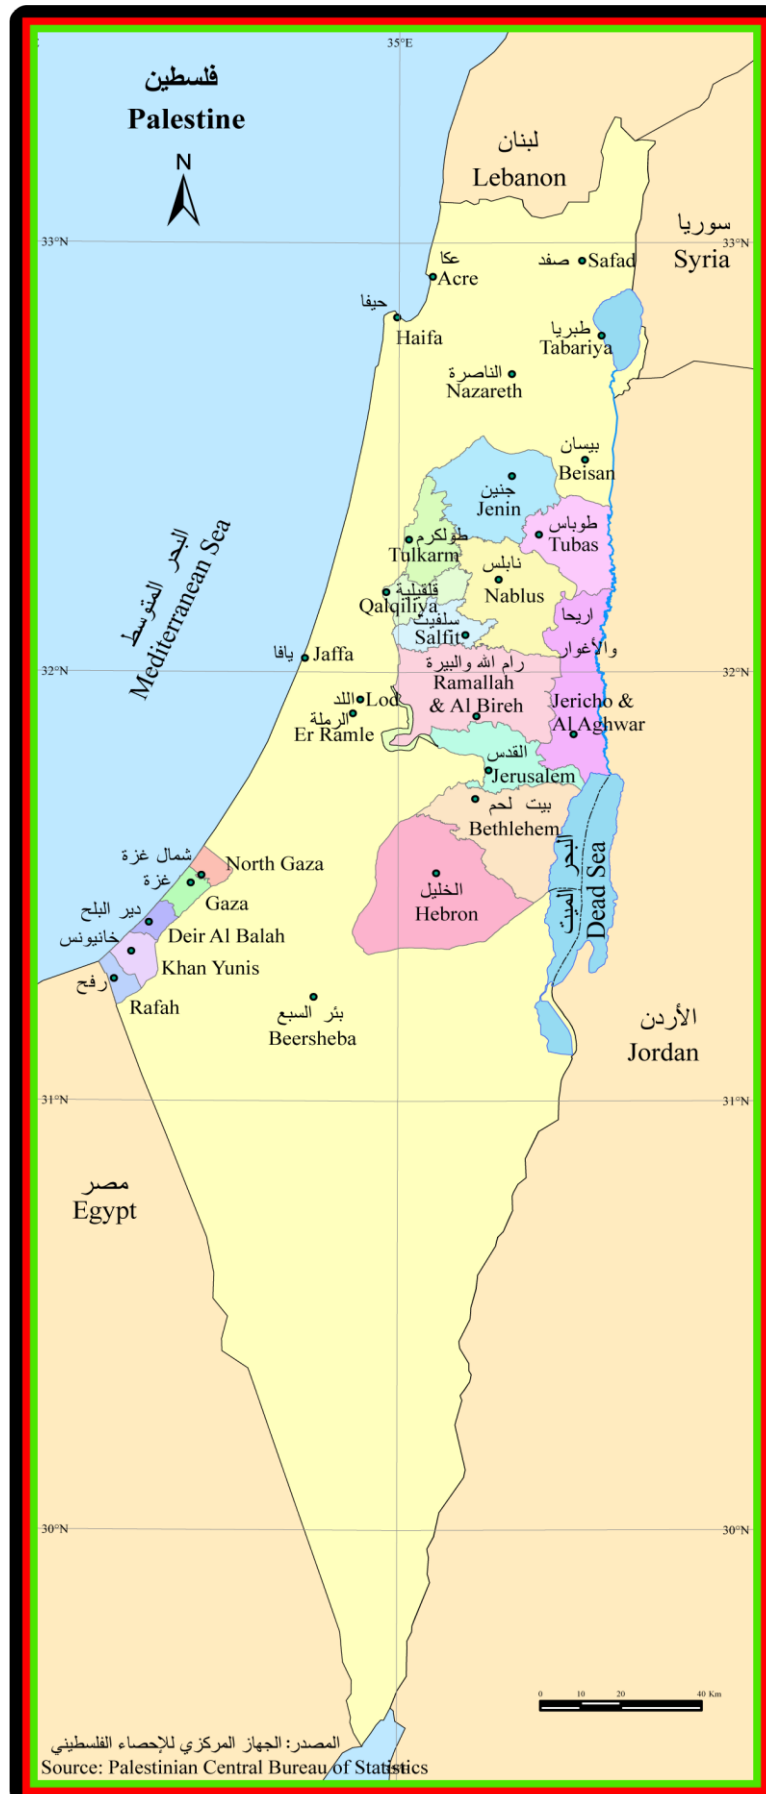 35°E
فلسطين
Palestine
N
لبنان
Lebanon
سوريا
Syria
33°N
33°N
عكا
Acre
صفد
Safad
حيفا
Haifa
طبريا
Tabariya
الناصرة
Nazareth
بيسان
Beisan
جنين
Jenin
طولكرم
Tulkarm
طوباس
Tubas
نابلس
Nablus
قلقيلية
Qalqiliya
سلفيت
Salfit
اريحا
والأغوار
Jericho &
Al Aghwar
البحر المتوسط
Mediterranean Sea
يافا
Jaffa
32°N
32°N
رام الله والبيرة
Ramallah
& Al Bireh
اللد
Lod
الرملة
Er Ramle
القدس
Jerusalem
بيت لحم
Bethlehem
البحر الميت
Dead Sea
شمال غزة
North Gaza
غزة
Gaza
دير البلح
Deir Al Balah
خانيونس
Khan Yunis
رفح
Rafah
الخليل
Hebron
بئر السبع
Beersheba
الأردن
Jordan
31°N
31°N
مصر
Egypt
30°N
30°N
0 10 20 40 Km
المصدر: الجهاز المركزي للإحصاء الفلسطيني
Source: Palestinian Central Bureau of Statistics